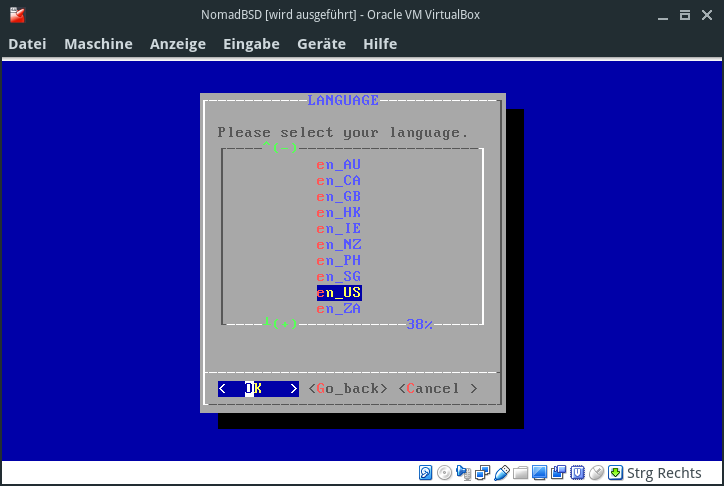 NomadBSD [wird ausgeführt] - Oracle VM VirtualBox
Datei Maschine Anzeige Eingabe Geräte Hilfe
LANGUAGE
Please select your language.
^(-)
en_AU
en_CA
en_GB
en_HK
en_IE
en_NZ
en_PH
en_SG
en_US
en_ZA
┴(+) 38%
< OK > <Go_back> <Cancel >
Strg Rechts